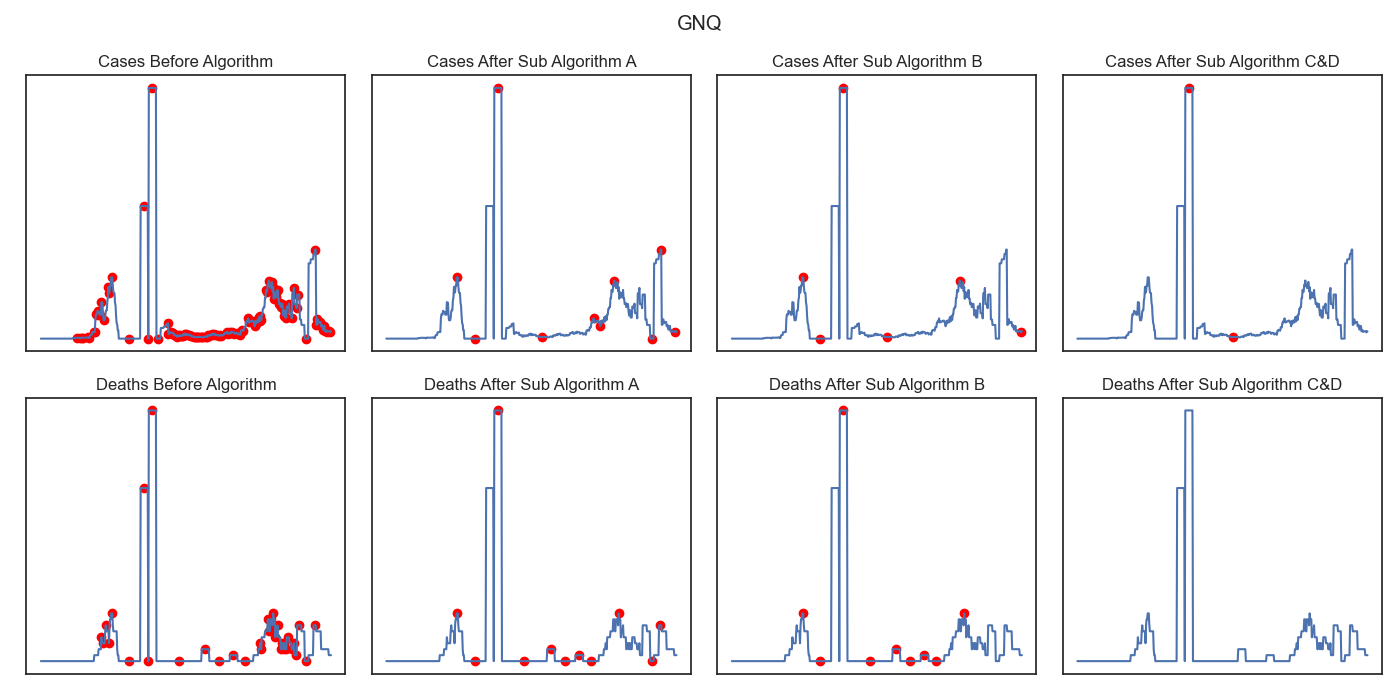 GNQ
Cases Before Algorithm
Cases After Sub Algorithm A
Cases After Sub Algorithm B
Cases After Sub Algorithm C&D
Deaths Before Algorithm
Deaths After Sub Algorithm A
Deaths After Sub Algorithm B
Deaths After Sub Algorithm C&D